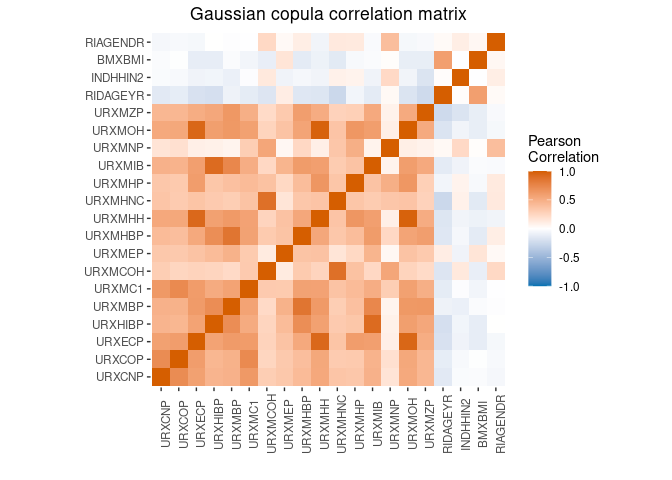 Gaussian copula correlation matrix
RIAGENDR
BMXBMI
INDHHIN2
RIDAGEYR
URXMZP
URXMOH
URXMNP
URXMIB
URXMHP
URXMHNC
URXMHH
URXMHBP
URXMEP
URXMCOH
URXMC1
URXMBP
URXHIBP
URXECP
URXCOP
URXCNP
Pearson
Correlation
1.0
0.5
0.0
-0.5
-1.0
URXCNP
URXCOP
URXECP
URXHIBP
URXMBP
URXMC1
URXMCOH
URXMEP
URXMHBP
URXMHH
URXMHNC
URXMHP
URXMIB
URXMNP
URXMOH
URXMZP
RIDAGEYR
INDHHIN2
BMXBMI
RIAGENDR